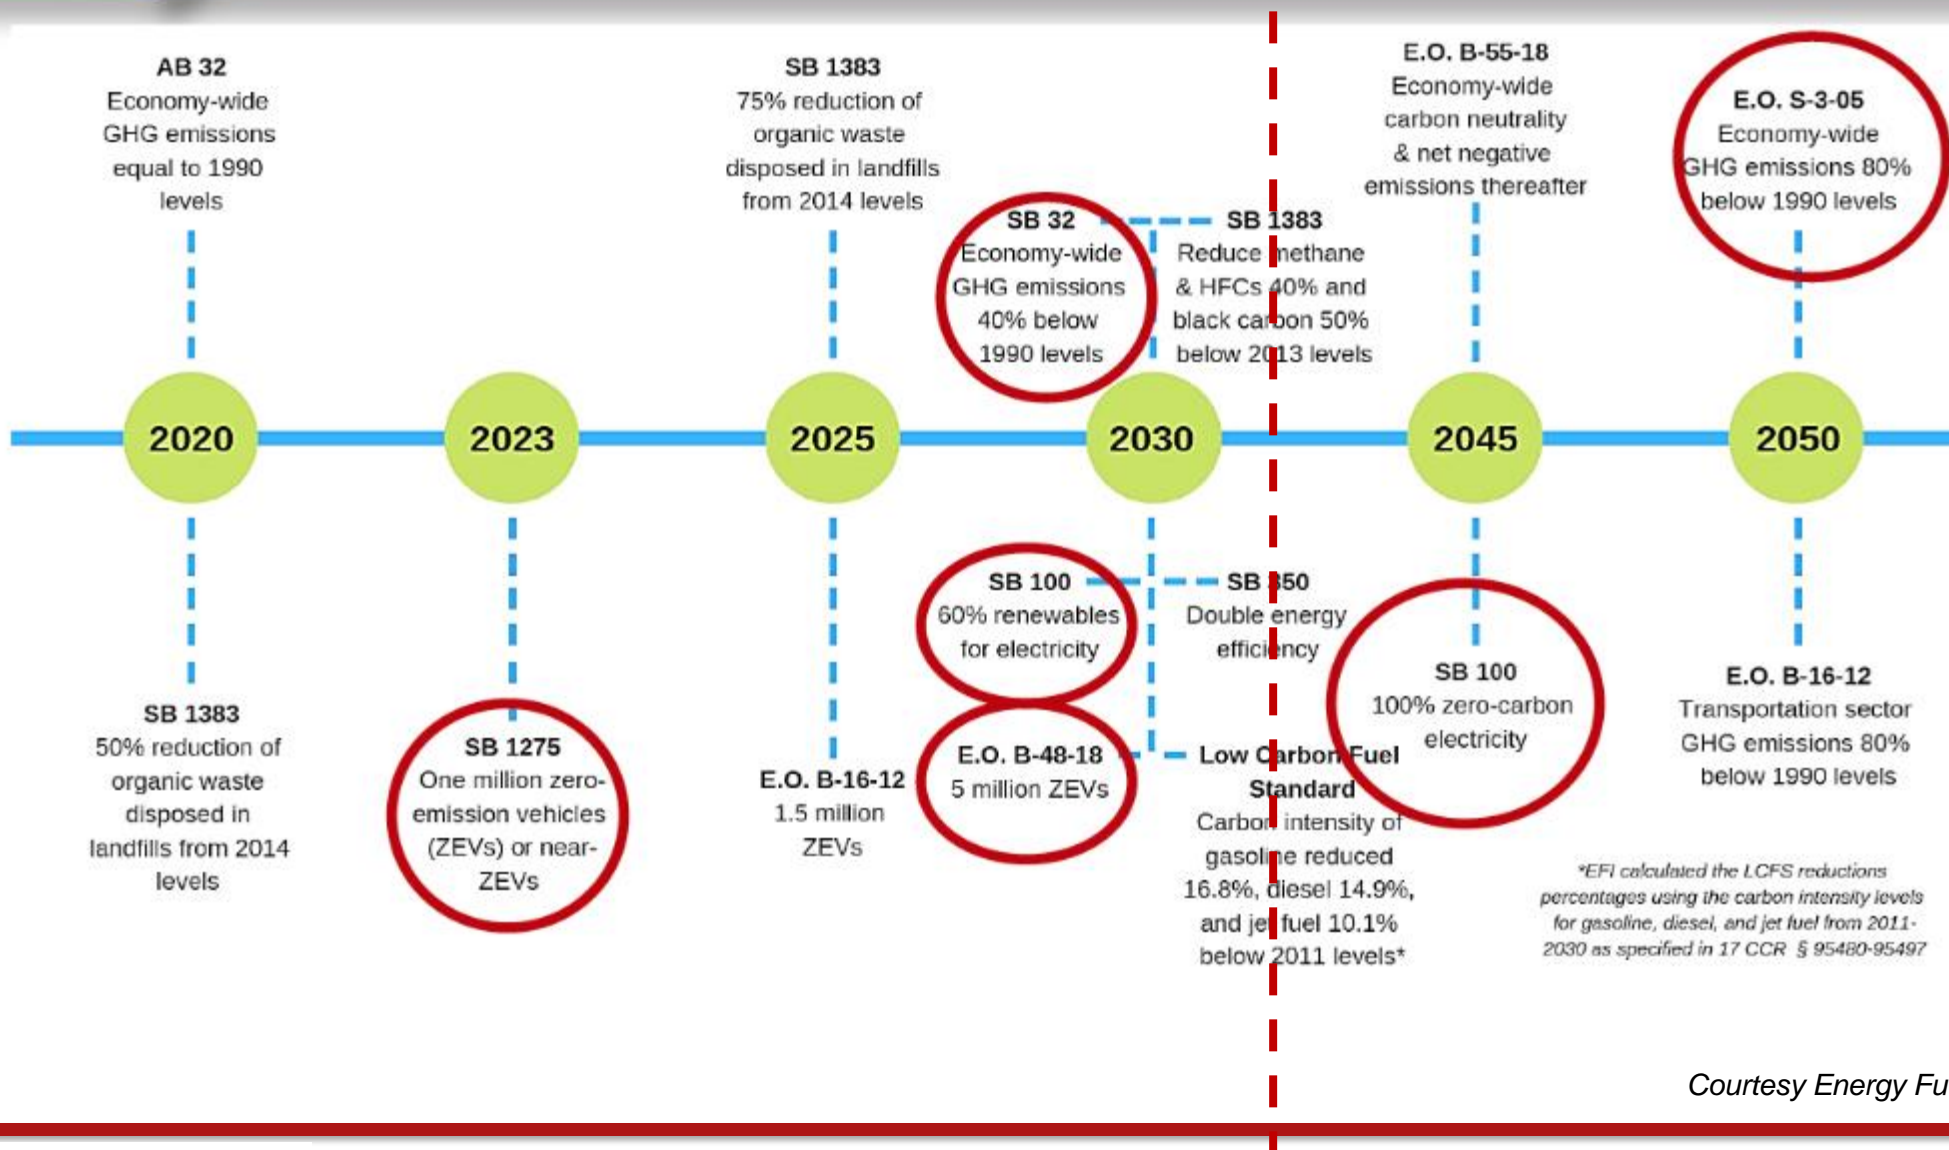 AB 32
Economy-wide
GHG emissions
equal to 1990
levels
SB 1383
75% reduction of
organic waste
disposed in landfills
from 2014 levels
SB 32
Economy-wide
GHG emissions
40% below
1990 levels
SB 1383
Reduce methane
& HFCs 40% and
black carbon 50%
below 2013 levels
E.O. B-55-18
Economy-wide
carbon neutrality
& net negative
emissions thereafter
E.O. S-3-05
Economy-wide
GHG emissions 80%
below 1990 levels
2020
2023
2025
2030
2045
2050
SB 1383
50% reduction of
organic waste
disposed in
landfills from 2014
levels
SB 1275
One million zero-
emission vehicles
(ZEVs) or near-
ZEVs
E.O. B-16-12
1.5 million
ZEVs
SB 100
60% renewables
for electricity
SB 350
Double energy
efficiency
E.O. B-48-18
5 million ZEVs
Low Carbon Fuel
Standard
Carbon intensity of
gasoline reduced
16.8%, diesel 14.9%,
and jet fuel 10.1%
below 2011 levels*
SB 100
100% zero-carbon
electricity
E.O. B-16-12
Transportation sector
GHG emissions 80%
below 1990 levels
*EFI calculated the LCFS reductions
percentages using the carbon intensity levels
for gasoline, diesel, and jet fuel from 2011-
2030 as specified in 17 CCR § 95480-95497
Courtesy Energy Fu